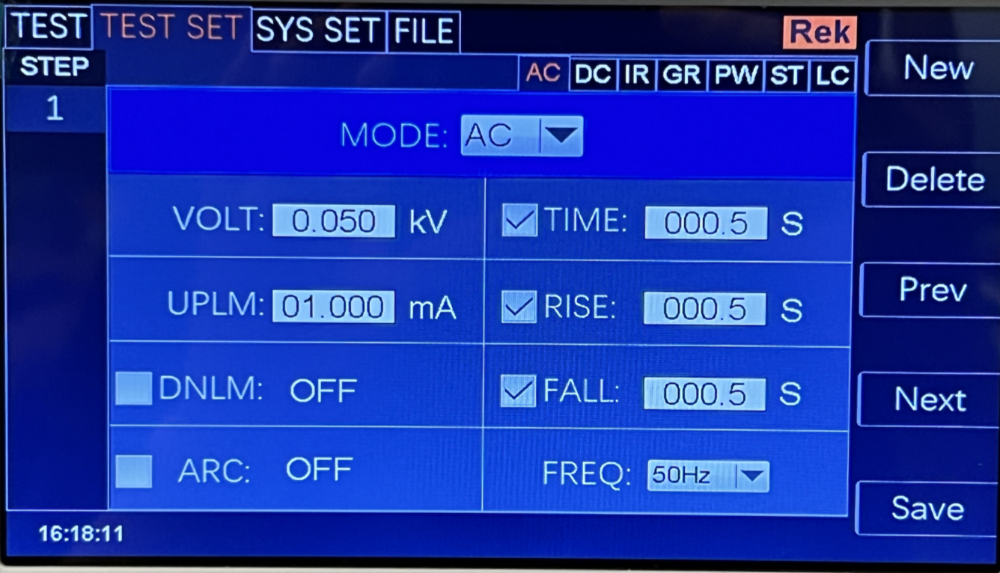 TEST TEST SET SYS SET FILE Rek
STEP AC DC IR GR PW ST LC New
1
MODE: AC
Delete
VOLT: 0.050 kV TIME: 000.5 S
Prev
UPLM: 01.000 mA RISE: 000.5 S
DNLM: OFF FALL: 000.5 S
Next
ARC: OFF FREQ: 50Hz
Save
16:18:11